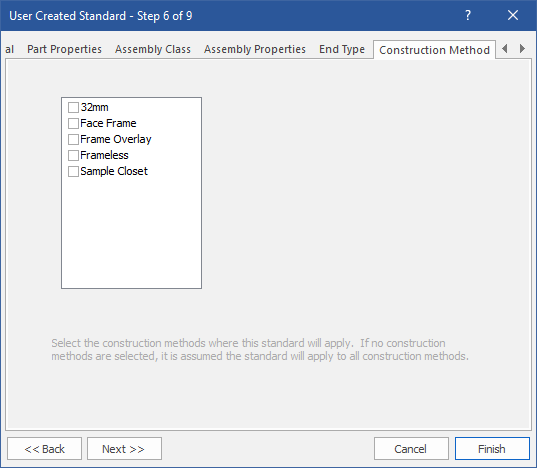 User Created Standard - Step 6 of 9
?
al Part Properties Assembly Class Assembly Properties End Type Construction Method
32mm
Face Frame
Frame Overlay
Frameless
Sample Closet
Select the construction methods where this standard will apply. If no construction
methods are selected, it is assumed the standard will apply to all construction methods.
<< Back Next >> Cancel Finish